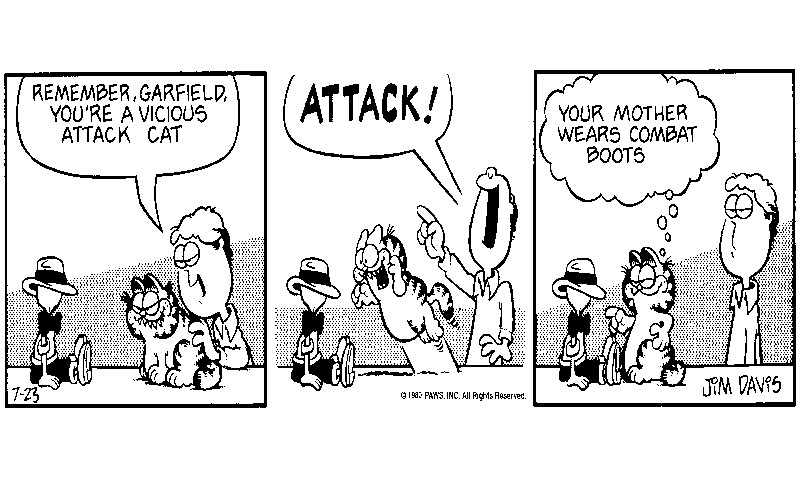 REMEMBER, GARFIELD,
YOU'RE A VICIOUS
ATTACK CAT
7-23
ATTACK!
© 1982 PAWS, INC. All Rights Reserved.
YOUR MOTHER
WEARS COMBAT
BOOTS
JIM DAVIS